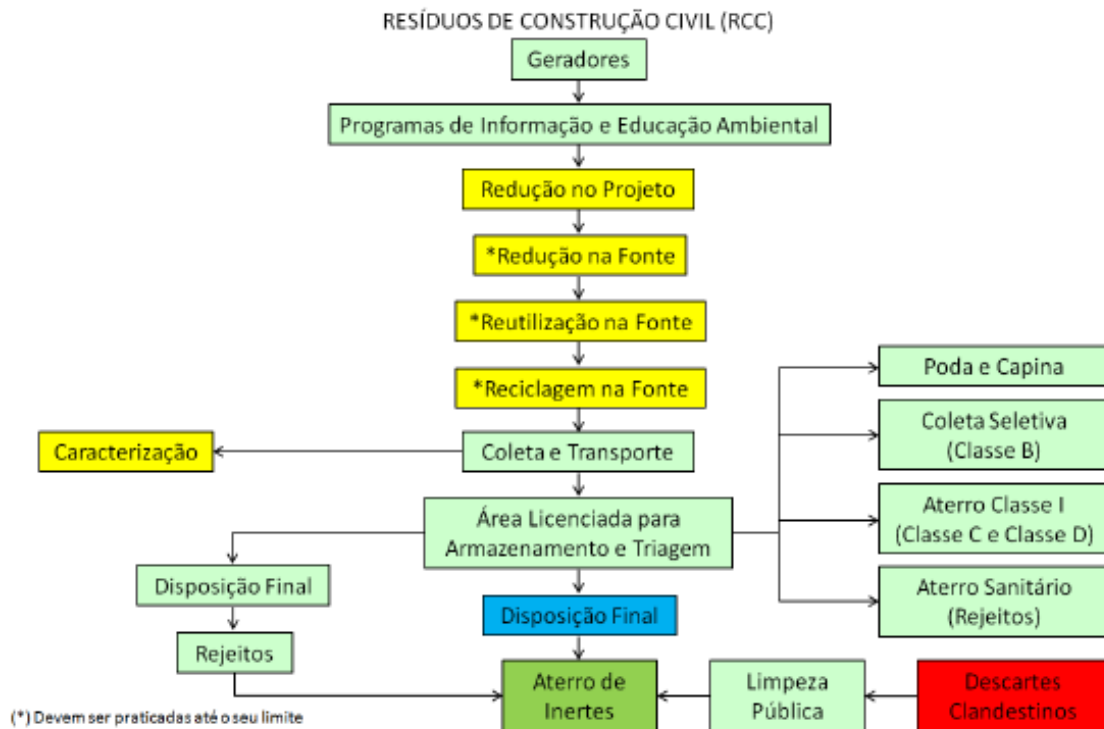 RESÍDUOS DE CONSTRUÇÃO CIVIL (RCC)
Geradores
Programas de Informação e Educação Ambiental
Redução no Projeto
*Redução na Fonte
*Reutilização na Fonte
*Reciclagem na Fonte
Poda e Capina
Coleta Seletiva
(Classe B)
Caracterização
Coleta e Transporte
Área Licenciada para
Armazenamento e Triagem
Aterro Classe I
(Classe C e Classe D)
Disposição Final
Disposição Final
Aterro Sanitário
(Rejeitos)
Rejeitos
Aterro de
Inertes
Limpeza
Pública
Descartes
Clandestinos
(*) Devem ser praticadas até o seu limite